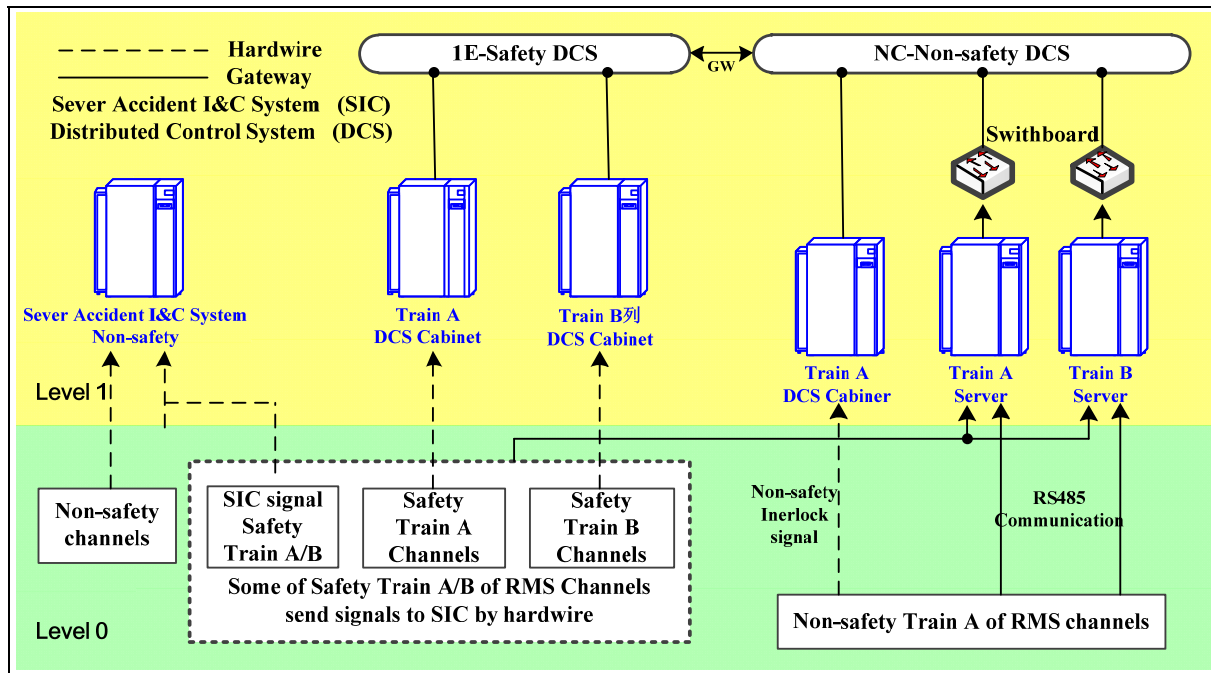 Hardwire
Gateway
Sever Accident I&C System (SIC)
Distributed Control System (DCS)
1E-Safety DCS
GW
NC-Non-safety DCS
Swithboard
Sever Accident I&C System
Non-safety
Train A
DCS Cabinet
Train B列
DCS Cabinet
Train A
DCS Cabiner
Train A
Server
Train B
Server
Level 1
Non-safety
channels
SIC signal
Safety
Train A/B
Safety
Train A
Channels
Safety
Train B
Channels
Some of Safety Train A/B of RMS Channels
send signals to SIC by hardwire
Non-safety
Inerlock
signal
RS485
Communication
Non-safety Train A of RMS channels
Level 0